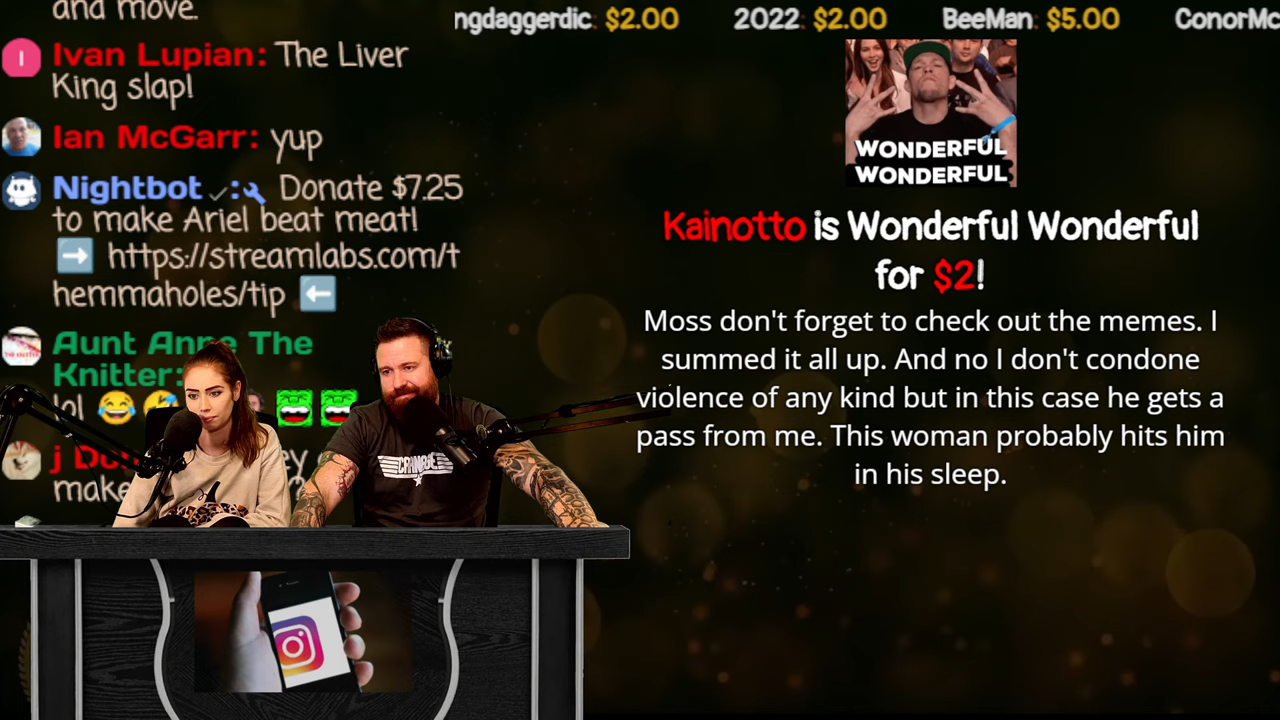 ngdaggerdic: $2.00 2022: $2.00 BeeMan: $5.00 ConorMc
and move.
Ivan Lupian: The Liver
King slap!
Ian McGarr: yup
Nightbot ✓:🔧 Donate $7.25
to make Ariel beat meat!
➡️ https://streamlabs.com/t
hemmaholes/tip ⬅️
Aunt Anne The
Knitter:
lol 😂🤣
j
make
WONDERFUL
WONDERFUL
Kainotto is Wonderful Wonderful
for $2!
Moss don't forget to check out the memes. I
summed it all up. And no I don't condone
violence of any kind but in this case he gets a
pass from me. This woman probably hits him
in his sleep.